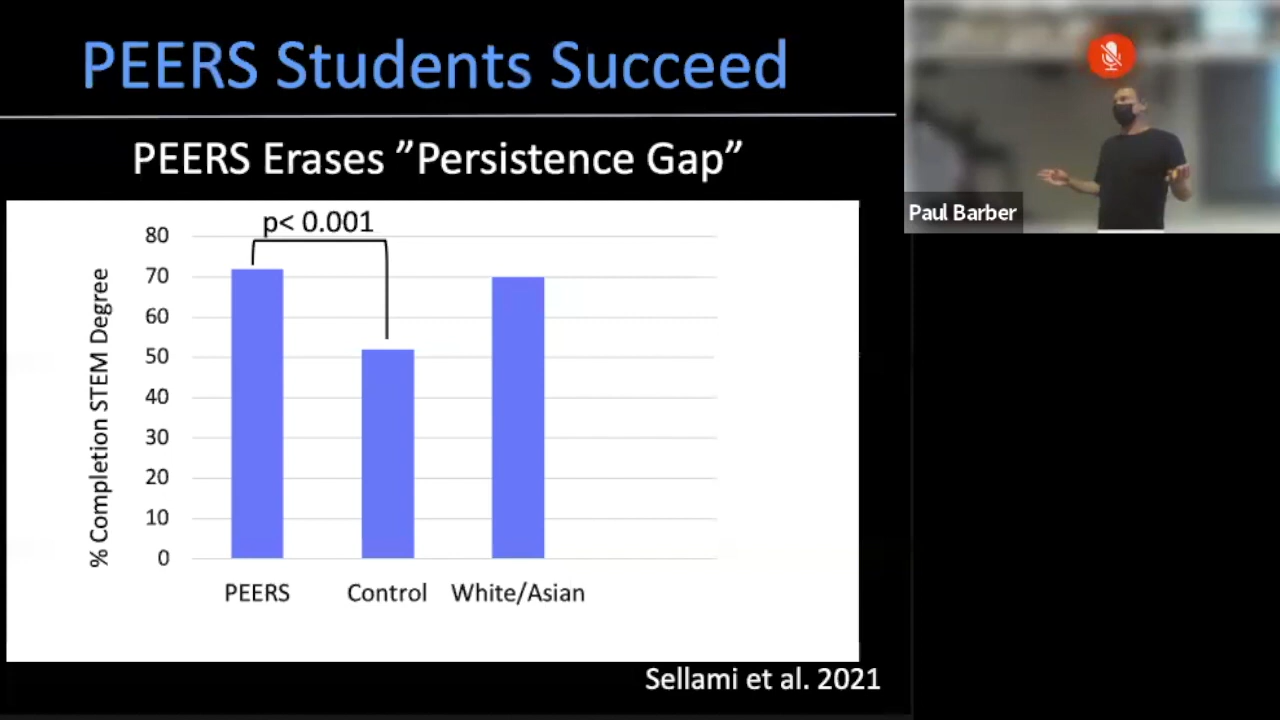 PEERS Students Succeed
PEERS Erases ”Persistence Gap”
p< 0.001
% Completion STEM Degree
80
70
60
50
40
30
20
10
0
PEERS
Control
White/Asian
Sellami et al. 2021
Paul Barber